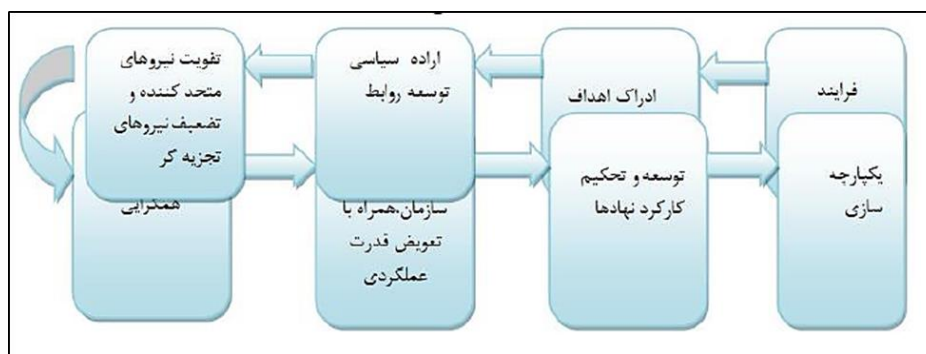 فرایند
ادراک اهداف
اراده سیاسی
توسعه روابط
تقویت نیروهای
متحد کننده و
تضعیف نیروهای
تجزیه گر
همگرایی
سازمان،همراه با
تعویض قدرت
عملگردی
توسعه و تحکیم
کارکرد نهادها
یکپارچه
سازی